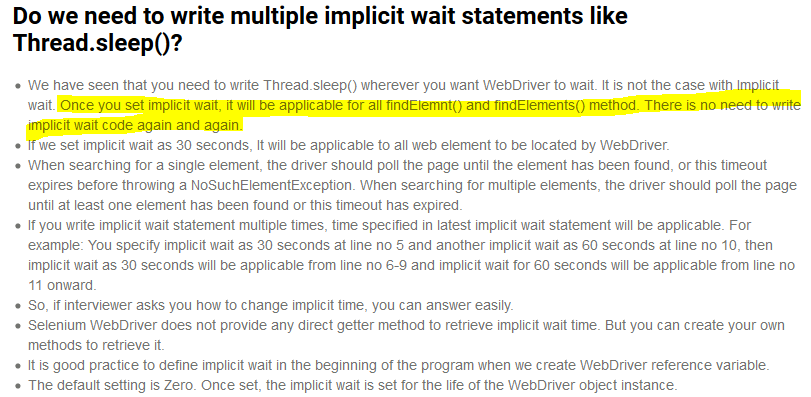 Do we need to write multiple implicit wait statements like
Thread.sleep()?
We have seen that you need to write Thread.sleep() wherever you want WebDriver to wait. It is not the case with Implicit
wait. Once you set implicit wait, it will be applicable for all findElemnt() and findElements() method. There is no need to write
implicit wait code again and again.
If we set implicit wait as 30 seconds, It will be applicable to all web element to be located by WebDriver.
When searching for a single element, the driver should poll the page until the element has been found, or this timeout
expires before throwing a NoSuchElementException. When searching for multiple elements, the driver should poll the page
until at least one element has been found or this timeout has expired.
If you write implicit wait statement multiple times, time specified in latest implicit wait statement will be applicable. For
example: You specify implicit wait as 30 seconds at line no 5 and another implicit wait as 60 seconds at line no 10, then
implicit wait as 30 seconds will be applicable from line no 6-9 and implicit wait for 60 seconds will be applicable from line no
11 onward.
So, if interviewer asks you how to change implicit time, you can answer easily.
Selenium WebDriver does not provide any direct getter method to retrieve implicit wait time. But you can create your own
methods to retrieve it.
It is good practice to define implicit wait in the beginning of the program when we create WebDriver reference variable.
The default setting is Zero. Once set, the implicit wait is set for the life of the WebDriver object instance.